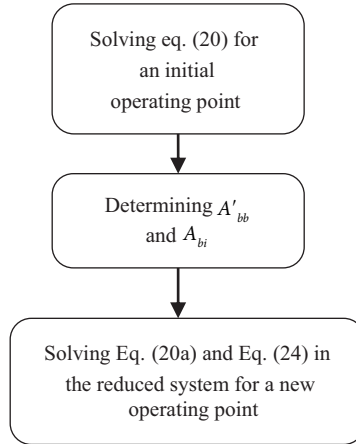 Solving eq. (20) for
an initial
operating point
Determining A'bb
and Abi
Solving Eq. (20a) and Eq. (24) in
the reduced system for a new
operating point